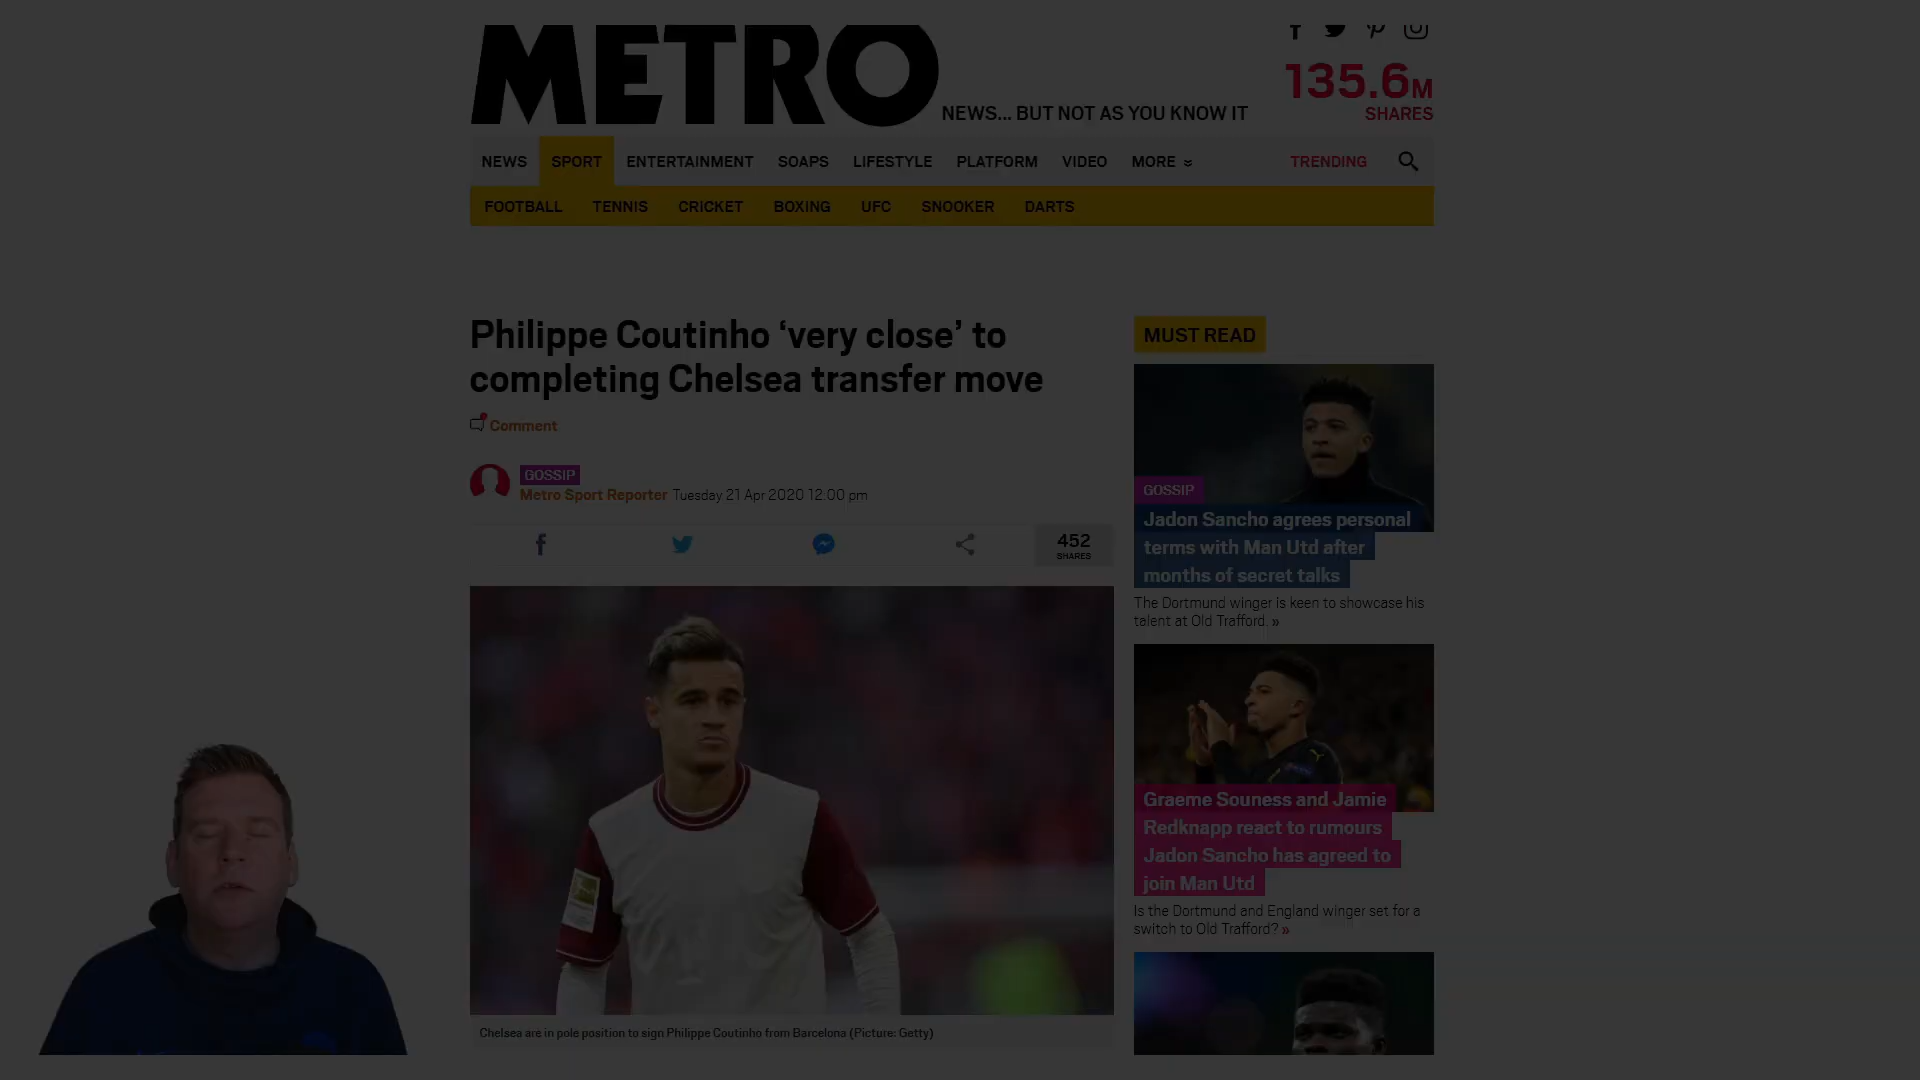 METRO
NEWS... BUT NOT AS YOU KNOW IT
135.6M
SHARES
NEWS SPORT ENTERTAINMENT SOAPS LIFESTYLE PLATFORM VIDEO MORE TRENDING
FOOTBALL TENNIS CRICKET BOXING UFC SNOOKER DARTS
Philippe Coutinho ‘very close’ to
completing Chelsea transfer move
Comment
GOSSIP
Metro Sport Reporter Tuesday 21 Apr 2020 12:00 pm
452
SHARES
Chelsea are in pole position to sign Philippe Coutinho from Barcelona (Picture: Getty)
MUST READ
GOSSIP
Jadon Sancho agrees personal
terms with Man Utd after
months of secret talks
The Dortmund winger is keen to showcase his
talent at Old Trafford. »
Graeme Souness and Jamie
Redknapp react to rumours
Jadon Sancho has agreed to
join Man Utd
Is the Dortmund and England winger set for a
switch to Old Trafford? »